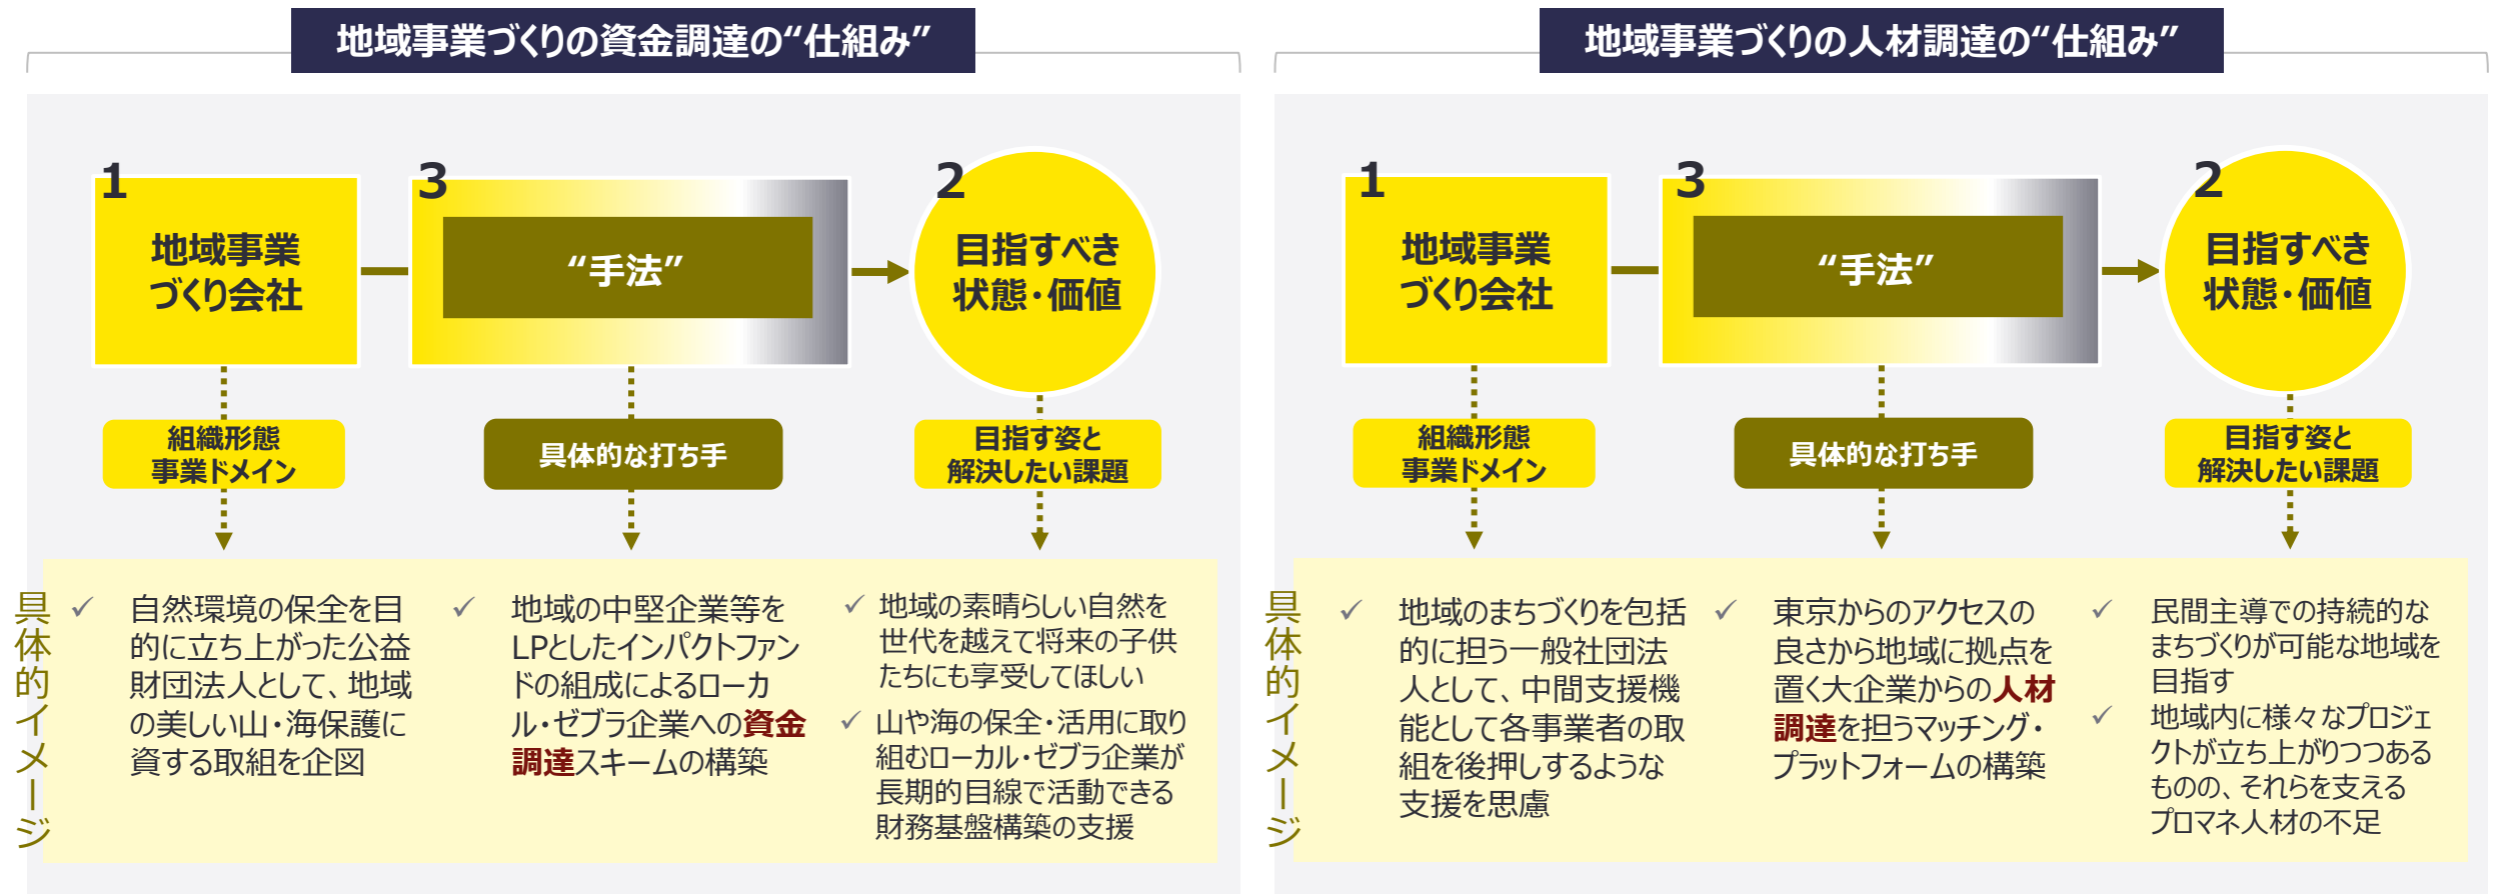 地域事業づくりの資金調達の“仕組み”
1
地域事業
づくり会社
3
“手法”
2
目指すべき
状態・価値
組織形態
事業ドメイン
具体的な打ち手
目指す姿と
解決したい課題
具体的イメージ
✓ 自然環境の保全を目
的に立ち上がった公益
財団法人として、地域
の美しい山・海保護に
資する取組を企図
✓ 地域の中堅企業等を
LPとしたインパクトファン
ドの組成によるローカ
ル・ゼブラ企業への資金
調達スキームの構築
✓ 地域の素晴らしい自然を
世代を越えて将来の子供
たちにも享受してほしい
✓ 山や海の保全・活用に取り
組むローカル・ゼブラ企業が
長期的目線で活動できる
財務基盤構築の支援
地域事業づくりの人材調達の“仕組み”
1
地域事業
づくり会社
3
“手法”
2
目指すべき
状態・価値
組織形態
事業ドメイン
具体的な打ち手
目指す姿と
解決したい課題
具体的イメージ
✓ 地域のまちづくりを包括
的に担う一般社団法
人として、中間支援機
能として各事業者の取
組を後押しするような
支援を思慮
✓ 東京からのアクセスの
良さから地域に拠点を
置く大企業からの人材
調達を担うマッチング・
プラットフォームの構築
✓ 民間主導での持続的な
まちづくりが可能な地域を
目指す
✓ 地域内に様々なプロジェ
クトが立ち上がりつつある
ものの、それらを支える
プロマネ人材の不足